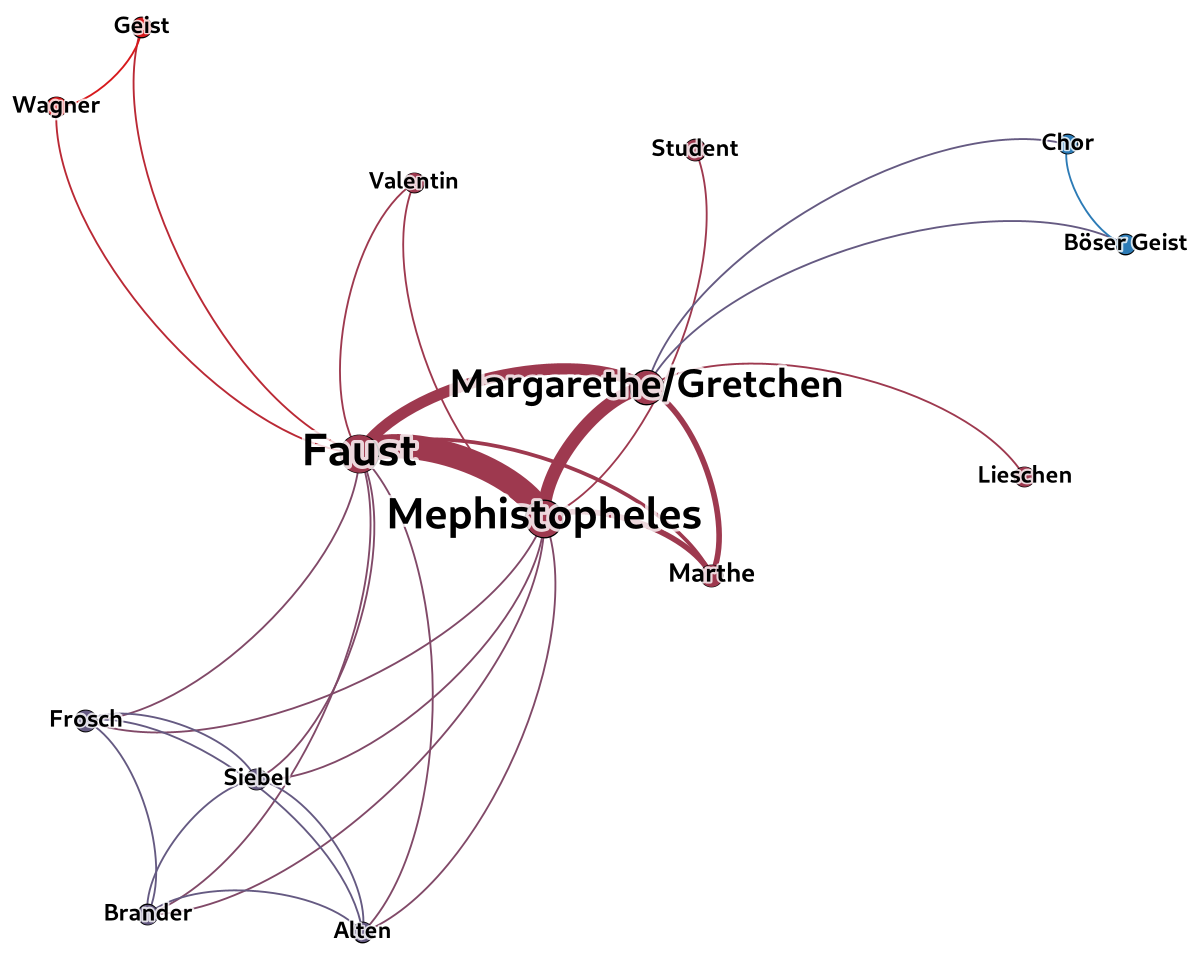 Geist
Wagner
Student
Chor
Valentin
Böser Geist
Margarethe/Gretchen
Faust
Lieschen
Mephistopheles
Marthe
Frosch
Siebel
Brander
Alten